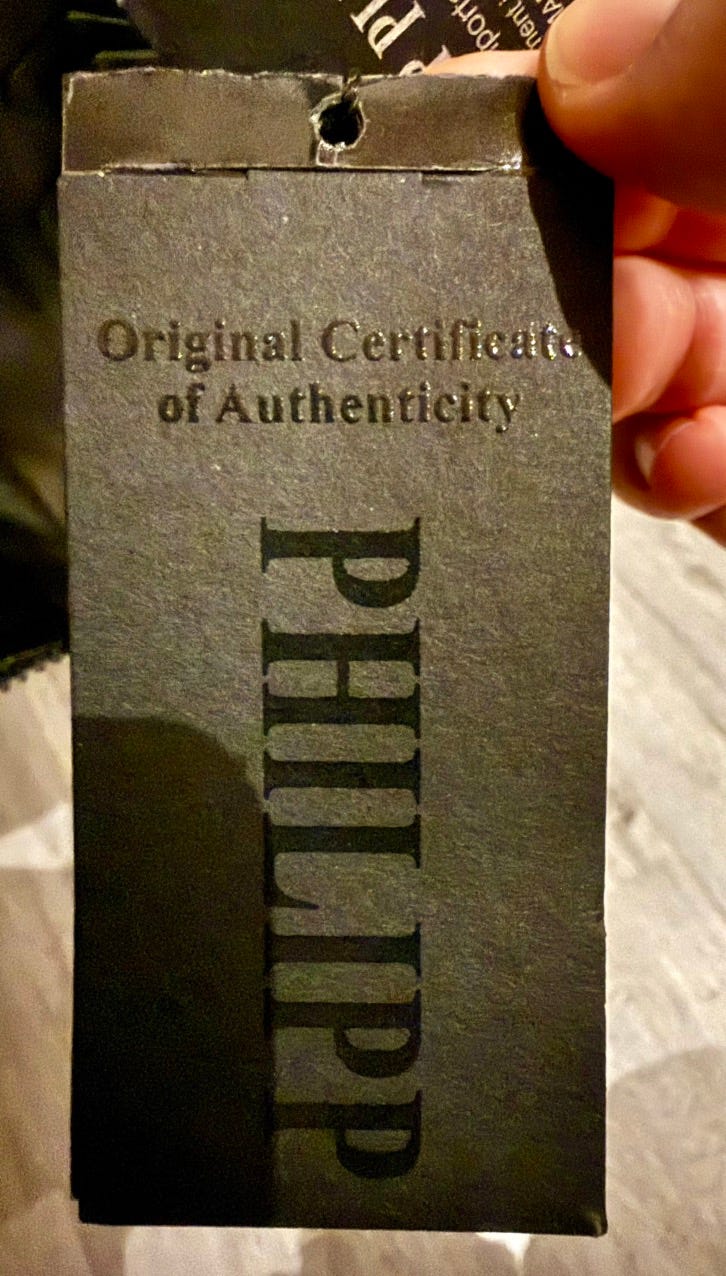 Original Certificate
of Authenticity
PHILIPP